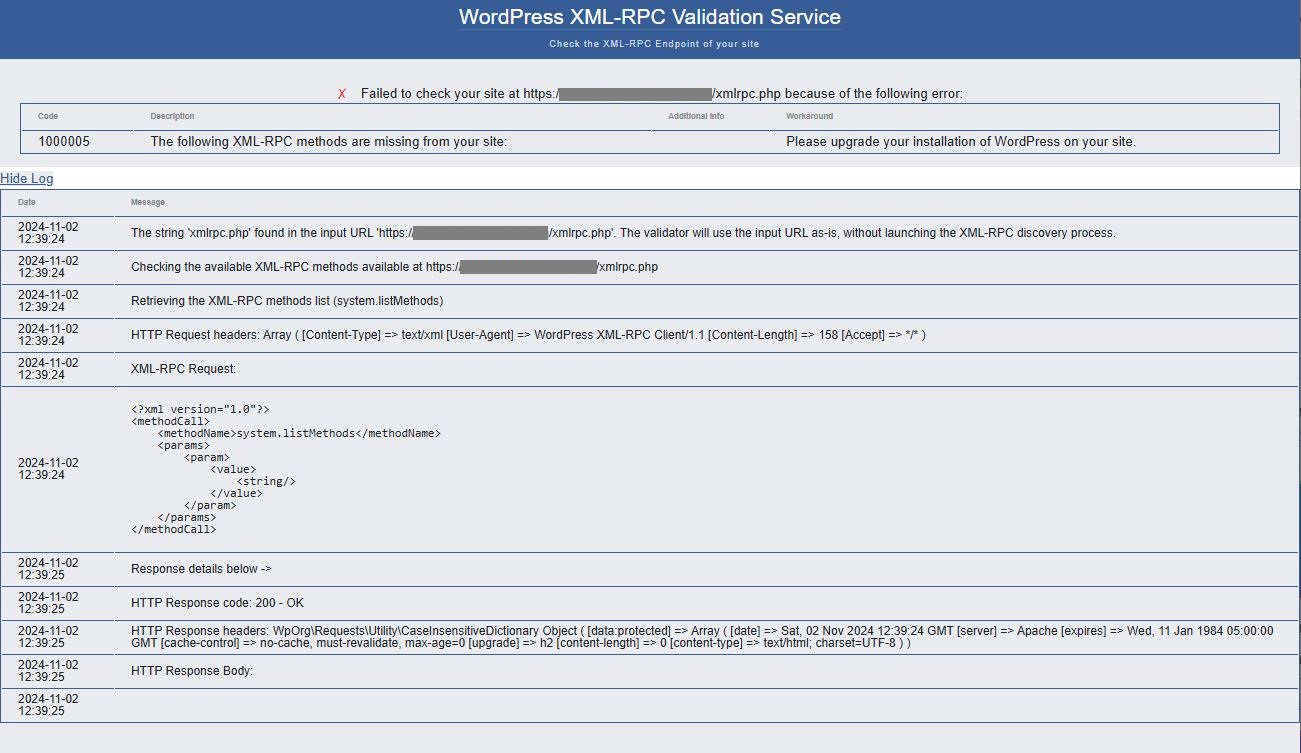 WordPress XML-RPC Validation Service
Check the XML-RPC Endpoint of your site
X Failed to check your site at https:/ /xmlrpc.php because of the following error:
Code Description Additional Info Workaround
1000005 The following XML-RPC methods are missing from your site: Please upgrade your installation of WordPress on your site.
Hide Log
Date Message
2024-11-02
12:39:24
The string 'xmlrpc.php' found in the input URL 'https:/ /xmlrpc.php'. The validator will use the input URL as-is, without launching the XML-RPC discovery process.
2024-11-02
12:39:24
Checking the available XML-RPC methods available at https:/ /xmlrpc.php
2024-11-02
12:39:24
Retrieving the XML-RPC methods list (system.listMethods)
2024-11-02
12:39:24
HTTP Request headers: Array ( [Content-Type] => text/xml [User-Agent] => WordPress XML-RPC Client/1.1 [Content-Length] => 158 [Accept] => */* )
2024-11-02
12:39:24
XML-RPC Request:
2024-11-02
12:39:24
<?xml version="1.0"?>
<methodCall>
<methodName>system.listMethods</methodName>
<params>
<param>
<value>
<string/>
</value>
</param>
</params>
</methodCall>
2024-11-02
12:39:25
Response details below ->
2024-11-02
12:39:25
HTTP Response code: 200 - OK
2024-11-02
12:39:25
HTTP Response headers: WpOrg\Requests\Utility\CaseInsensitiveDictionary Object ( [data:protected] => Array ( [date] => Sat, 02 Nov 2024 12:39:24 GMT [server] => Apache [expires] => Wed, 11 Jan 1984 05:00:00
GMT [cache-control] => no-cache, must-revalidate, max-age=0 [upgrade] => h2 [content-length] => 0 [content-type] => text/html; charset=UTF-8 ) )
2024-11-02
12:39:25
HTTP Response Body:
2024-11-02
12:39:25